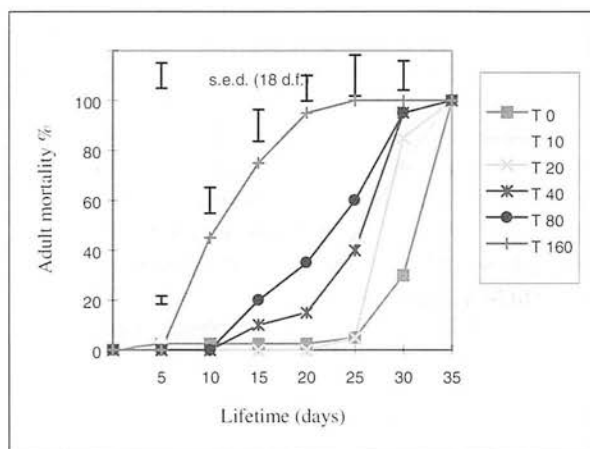 s.e.d. (18 d.f.
100
80
60
40
20
0
Adult mortality %
5 10 15 20 25 30 35
Lifetime (days)
T 0
T 10
T 20
T 40
T 80
T 160